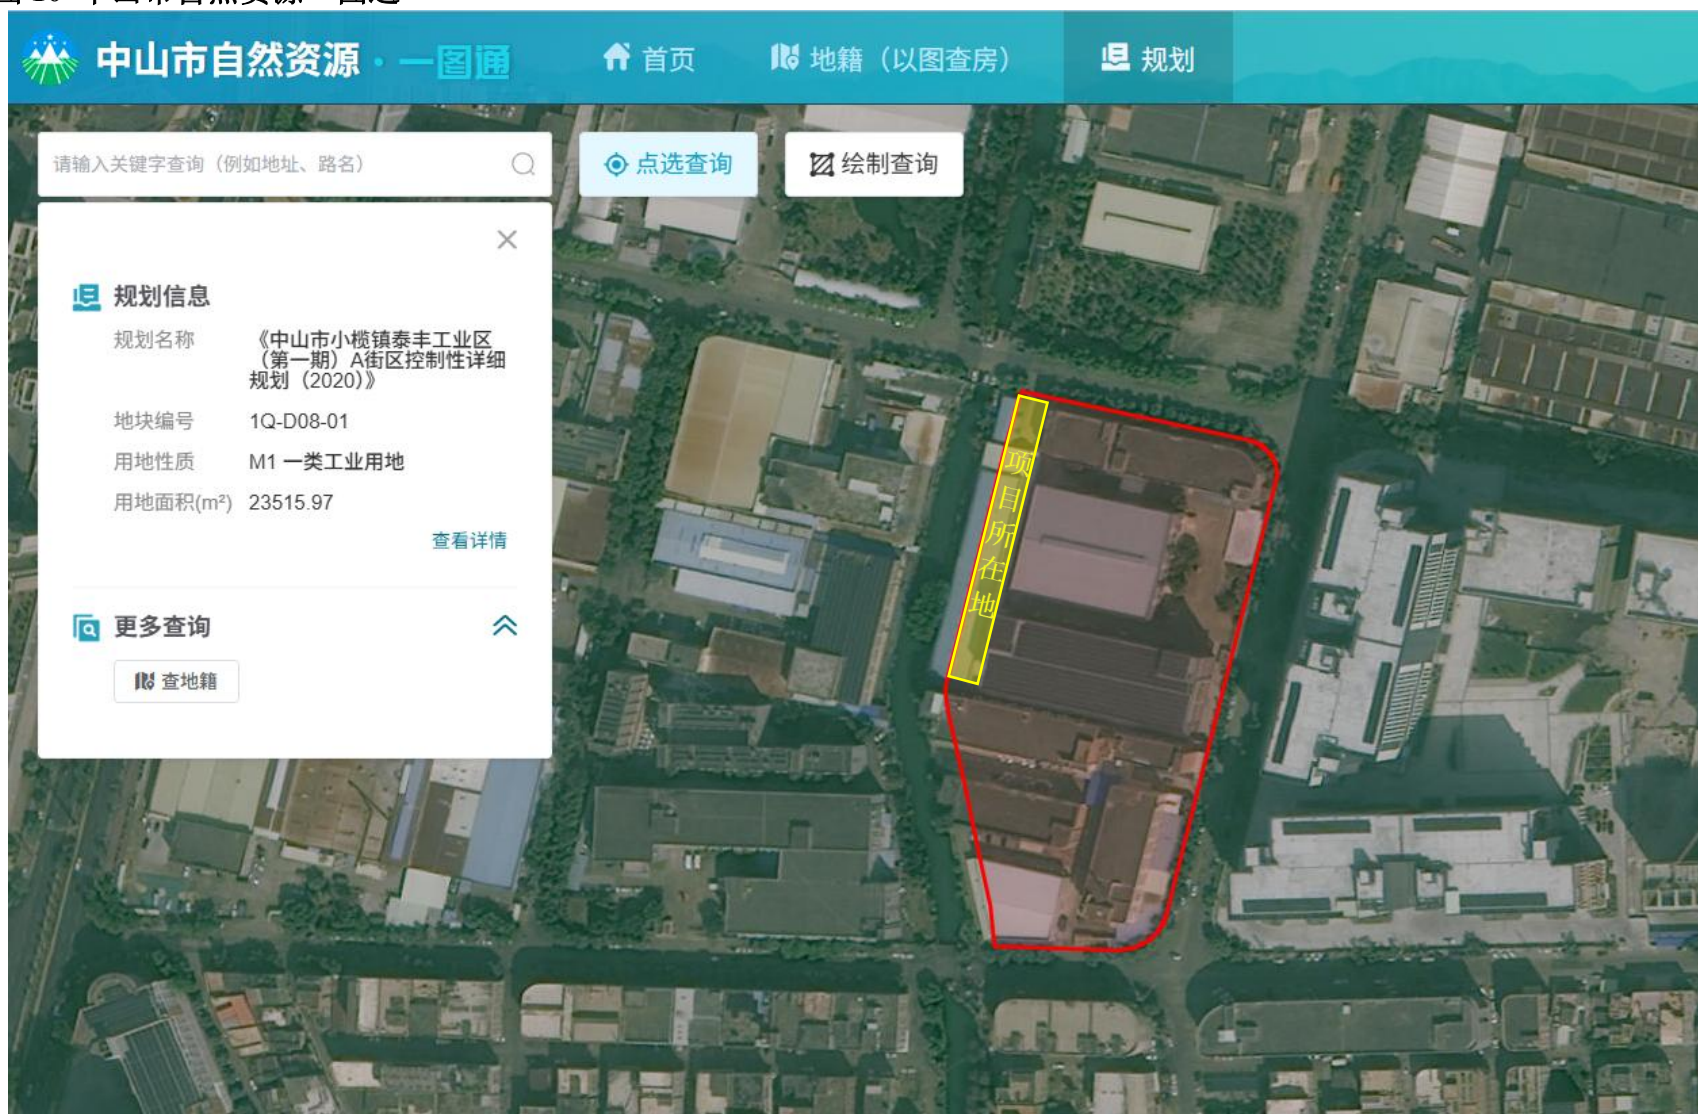 中山市自然资源·一图通
首页
地籍（以图查房）
规划
请输入关键字查询（例如地址、路名）
点选查询
绘制查询
规划信息
规划名称
《中山市小榄镇泰丰工业区
（第一期）A街区控制性详细
规划（2020)》
地块编号
1Q-D08-01
用地性质
M1 一类工业用地
用地面积(m²)
23515.97
查看详情
更多查询
查地籍
项目所在地